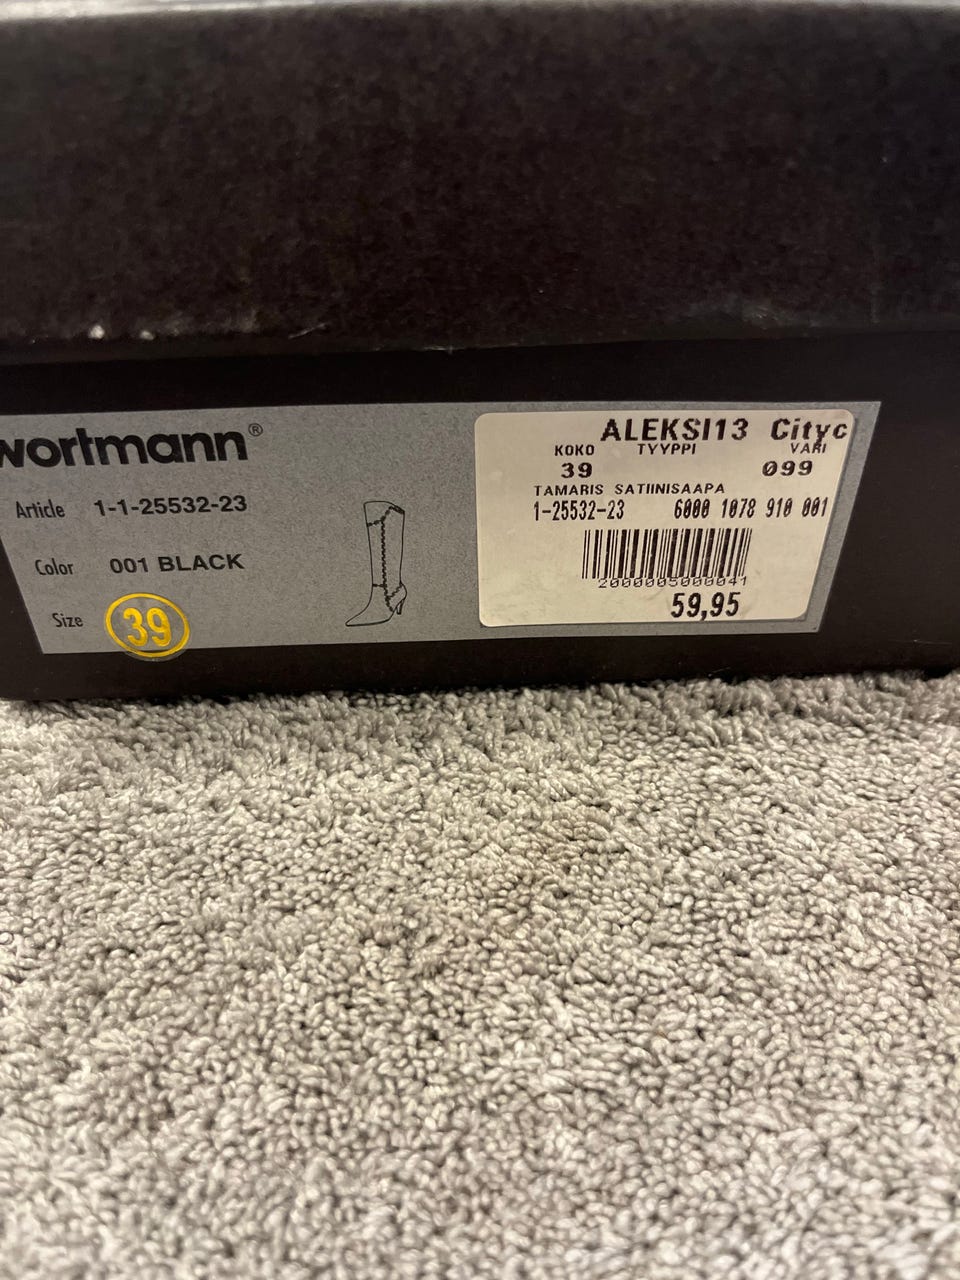 wortmann®
Article 1-1-25532-23
Color 001 BLACK
Size 39
ALEKSI13 Cityc
KOKO TYYPPI VARI
39 099
TAMARIS SATIINISAAPA
1-25532-23 6000 1078 910 001
2000005000041
59,95